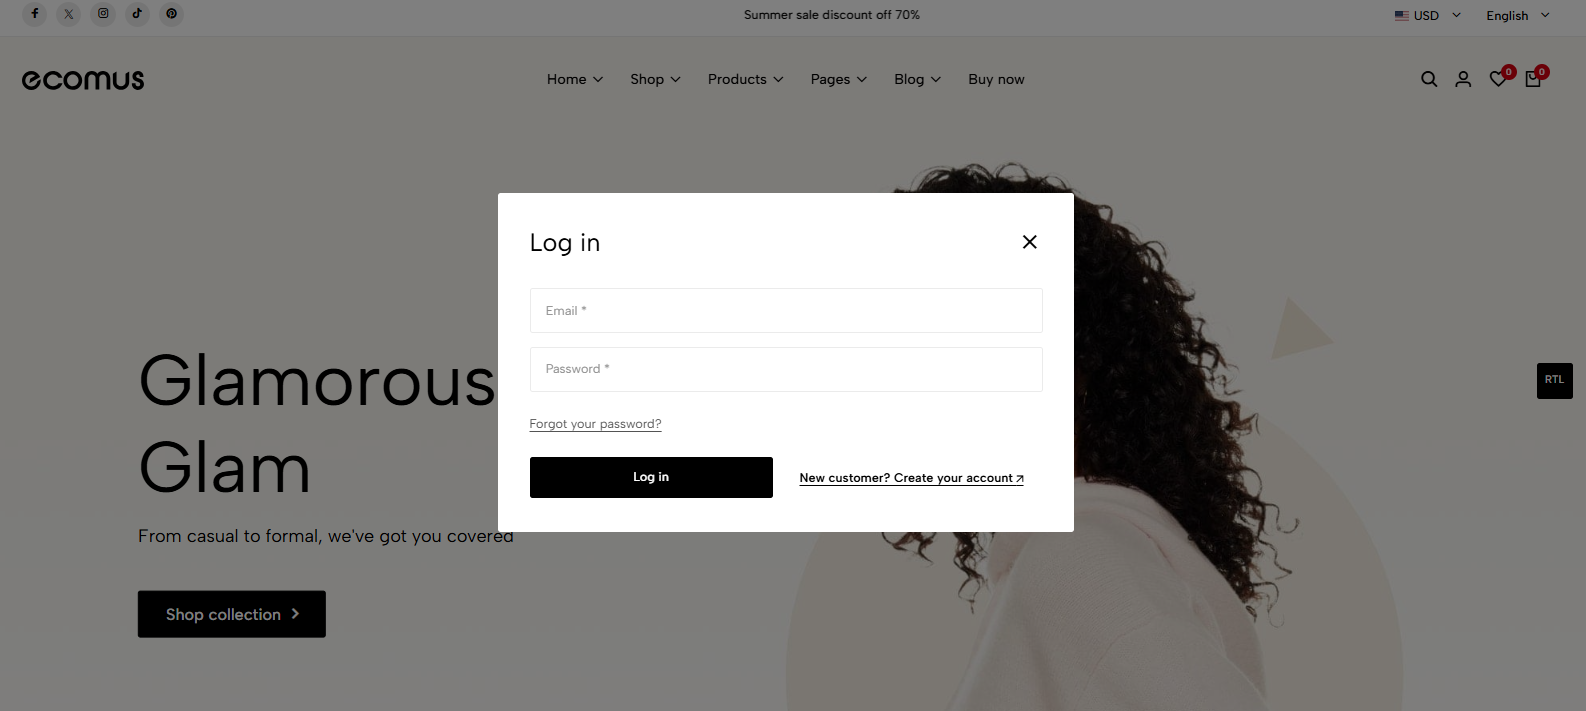 Summer sale discount off 70%
USD
English
ecomus
Home
Shop
Products
Pages
Blog
Buy now
0
0
Log in
Email *
Password *
Forgot your password?
Log in
New customer? Create your account
Glamorous
Glam
From casual to formal, we've got you covered
Shop collection
RTL